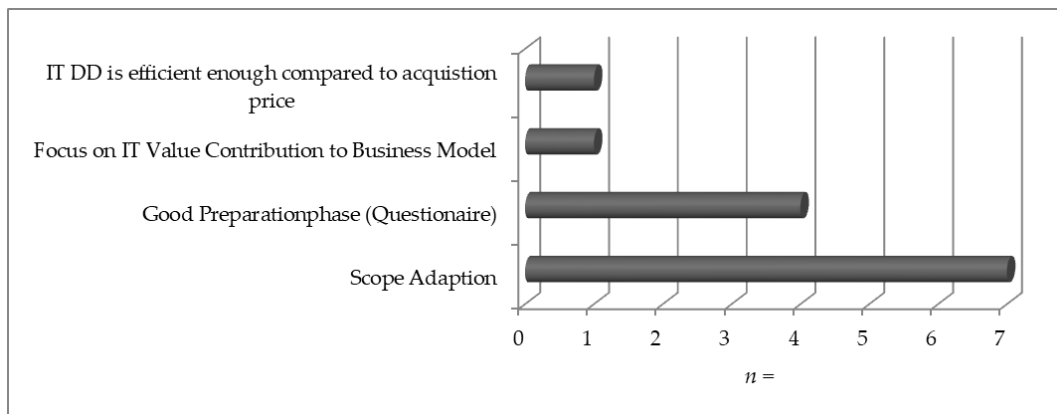 IT DD is efficient enough compared to acquistion
price
Focus on IT Value Contribution to Business Model
Good Preparationphase (Questionaire)
Scope Adaption
0 1 2 3 4 5 6 7
n =